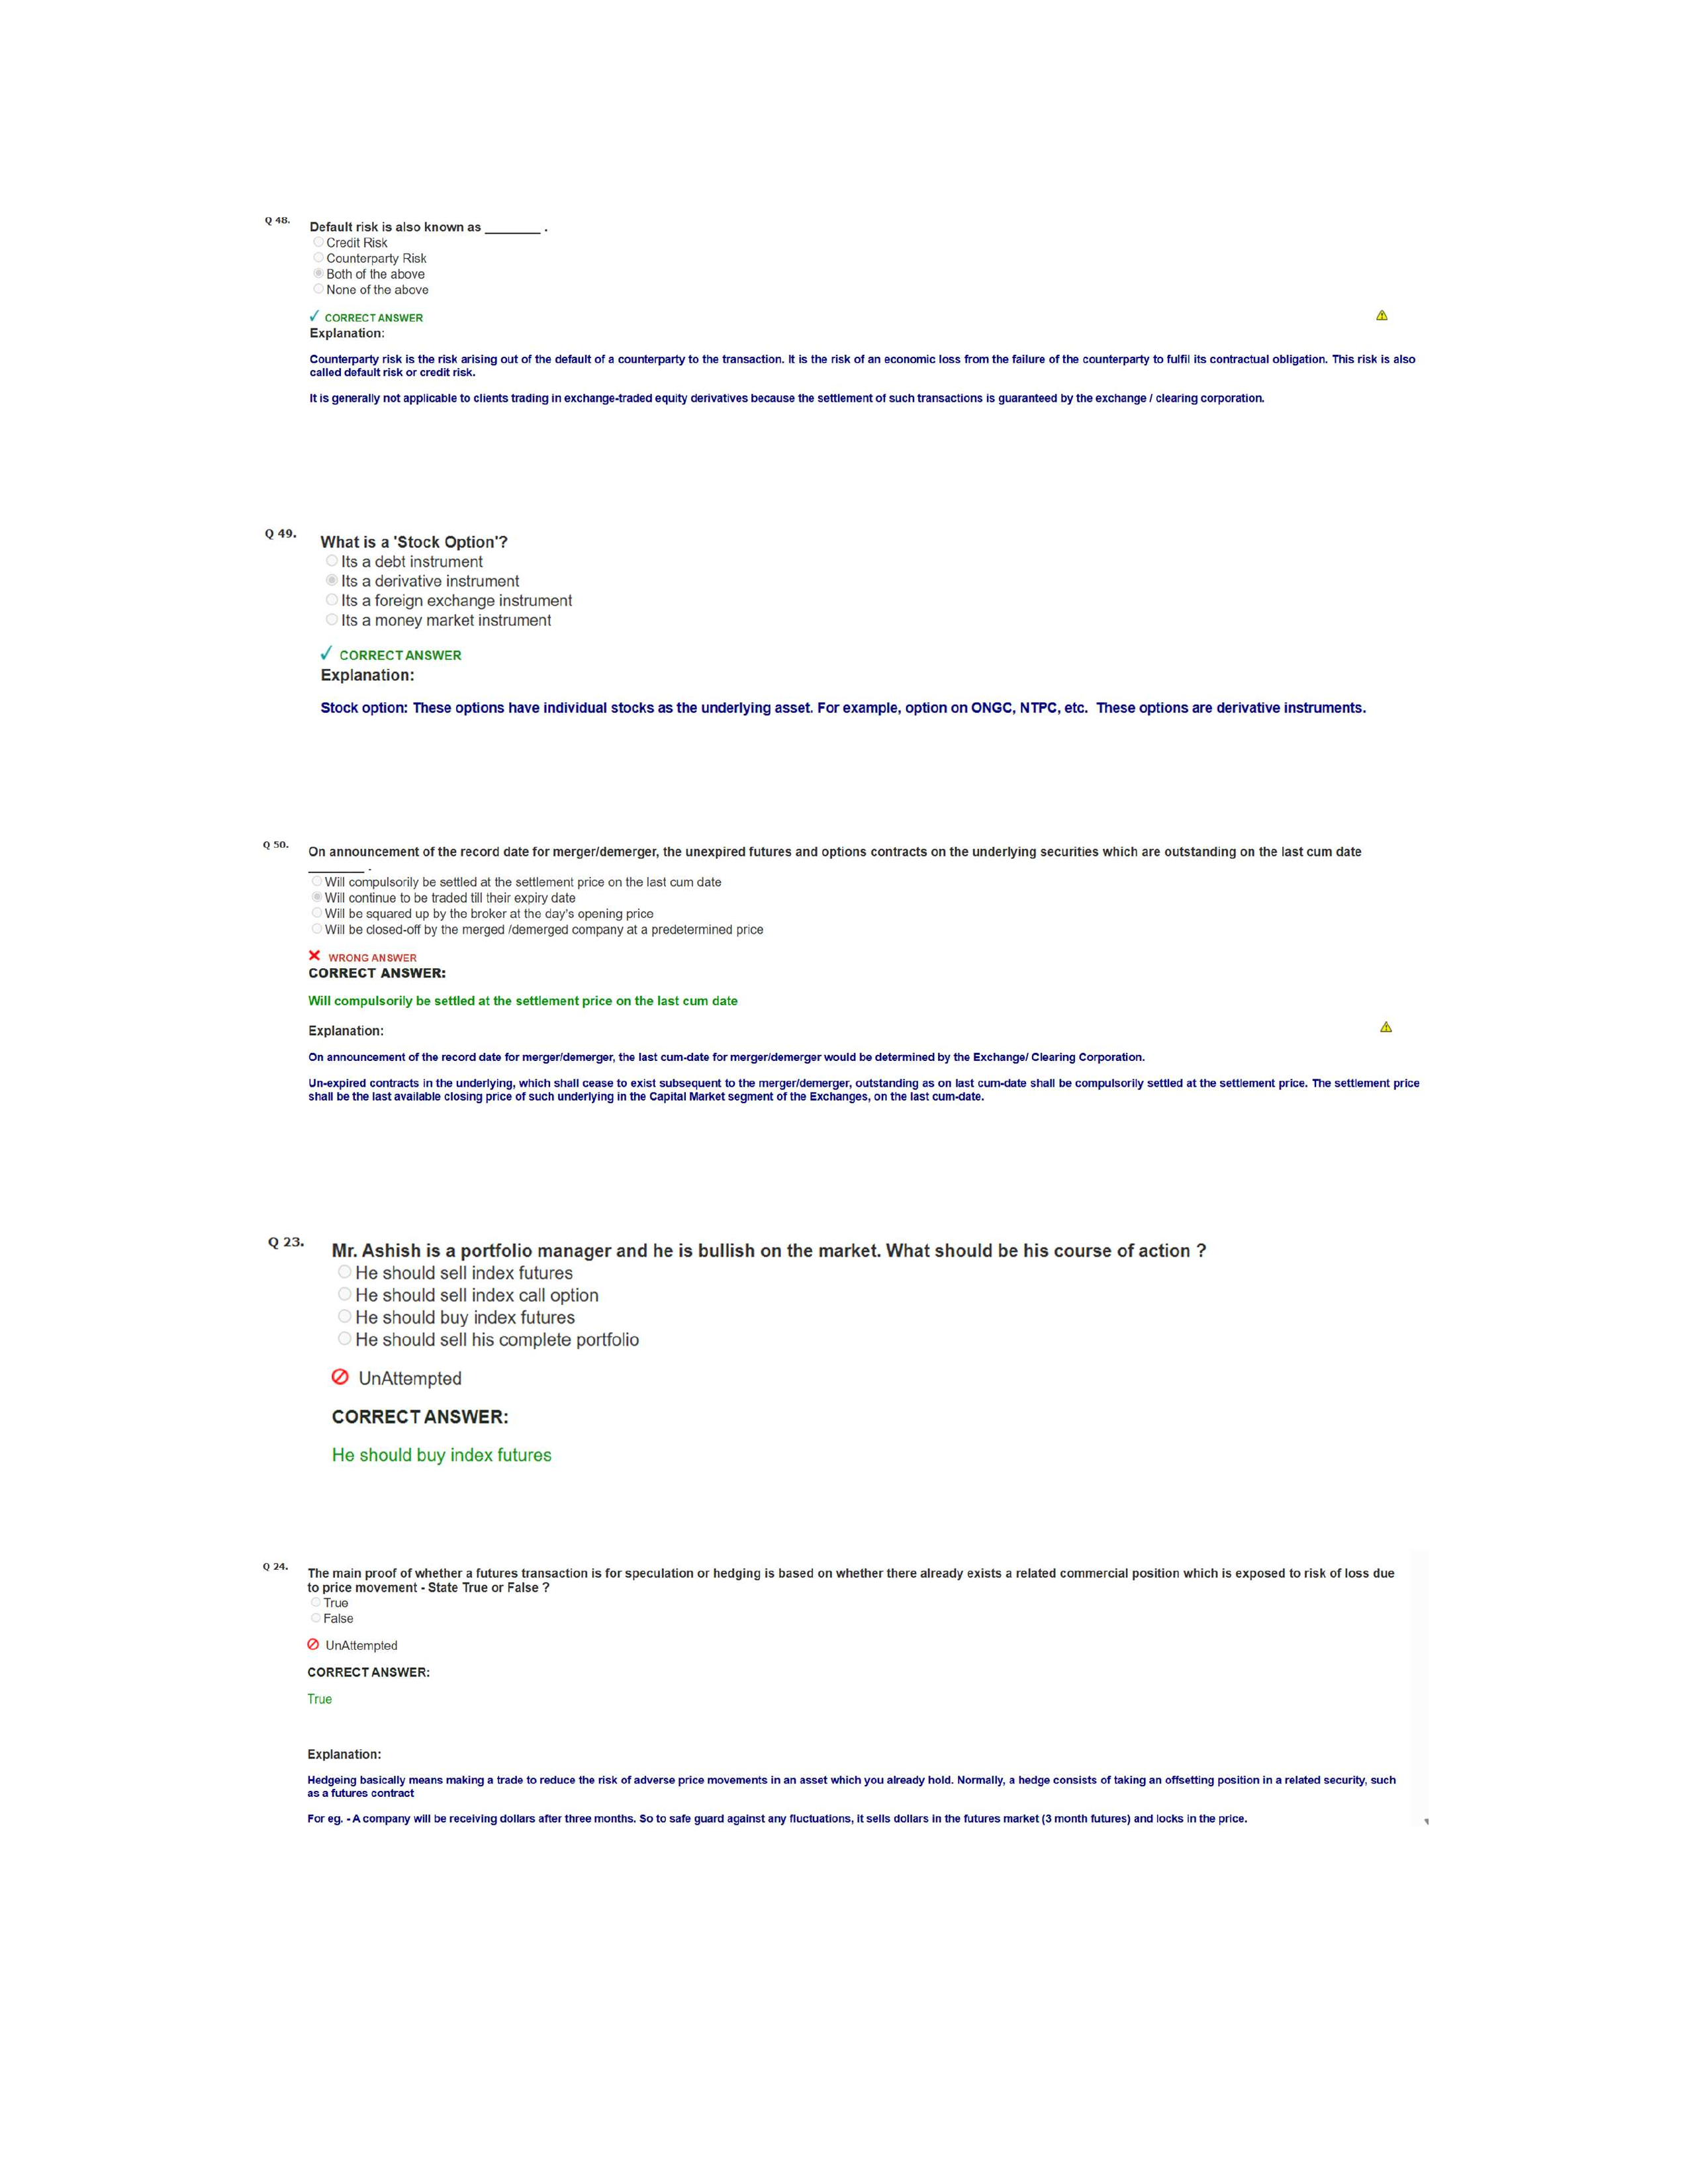 Q 48.
Default risk is also known as ________ .
Credit Risk
Counterparty Risk
Both of the above
None of the above
CORRECT ANSWER
Explanation:
Counterparty risk is the risk arising out of the default of a counterparty to the transaction. It is the risk of an economic loss from the failure of the counterparty to fulfil its contractual obligation. This risk is also
called default risk or credit risk.
It is generally not applicable to clients trading in exchange-traded equity derivatives because the settlement of such transactions is guaranteed by the exchange / clearing corporation.
Q 49.
What is a 'Stock Option'?
Its a debt instrument
Its a derivative instrument
Its a foreign exchange instrument
Its a money market instrument
CORRECT ANSWER
Explanation:
Stock option: These options have individual stocks as the underlying asset. For example, option on ONGC, NTPC, etc.  These options are derivative instruments.
Q 50.
On announcement of the record date for merger/demerger, the unexpired futures and options contracts on the underlying securities which are outstanding on the last cum date
________ .
Will compulsorily be settled at the settlement price on the last cum date
Will continue to be traded till their expiry date
Will be squared up by the broker at the day's opening price
Will be closed-off by the merged /demerged company at a predetermined price
WRONG ANSWER
CORRECT ANSWER:
Will compulsorily be settled at the settlement price on the last cum date
Explanation:
On announcement of the record date for merger/demerger, the last cum-date for merger/demerger would be determined by the Exchange/ Clearing Corporation.
Un-expired contracts in the underlying, which shall cease to exist subsequent to the merger/demerger, outstanding as on last cum-date shall be compulsorily settled at the settlement price. The settlement price
shall be the last available closing price of such underlying in the Capital Market segment of the Exchanges, on the last cum-date.
Q 23.
Mr. Ashish is a portfolio manager and he is bullish on the market. What should be his course of action ?
He should sell index futures
He should sell index call option
He should buy index futures
He should sell his complete portfolio
UnAttempted
CORRECT ANSWER:
He should buy index futures
Q 24.
The main proof of whether a futures transaction is for speculation or hedging is based on whether there already exists a related commercial position which is exposed to risk of loss due
to price movement - State True or False ?
True
False
UnAttempted
CORRECT ANSWER:
True
Explanation:
Hedgeing basically means making a trade to reduce the risk of adverse price movements in an asset which you already hold. Normally, a hedge consists of taking an offsetting position in a related security, such
as a futures contract
For eg. - A company will be receiving dollars after three months. So to safe guard against any fluctuations, it sells dollars in the futures market (3 month futures) and locks in the price.